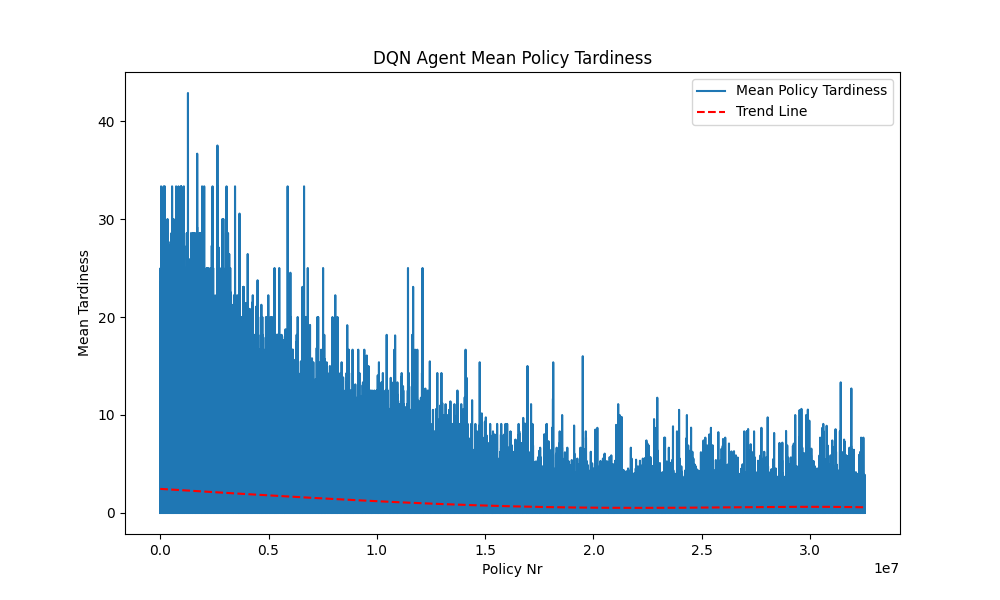 DQN Agent Mean Policy Tardiness
Mean Policy Tardiness
Trend Line
Mean Tardiness
40
30
20
10
0
0.0 0.5 1.0 1.5 2.0 2.5 3.0
1e7
Policy Nr